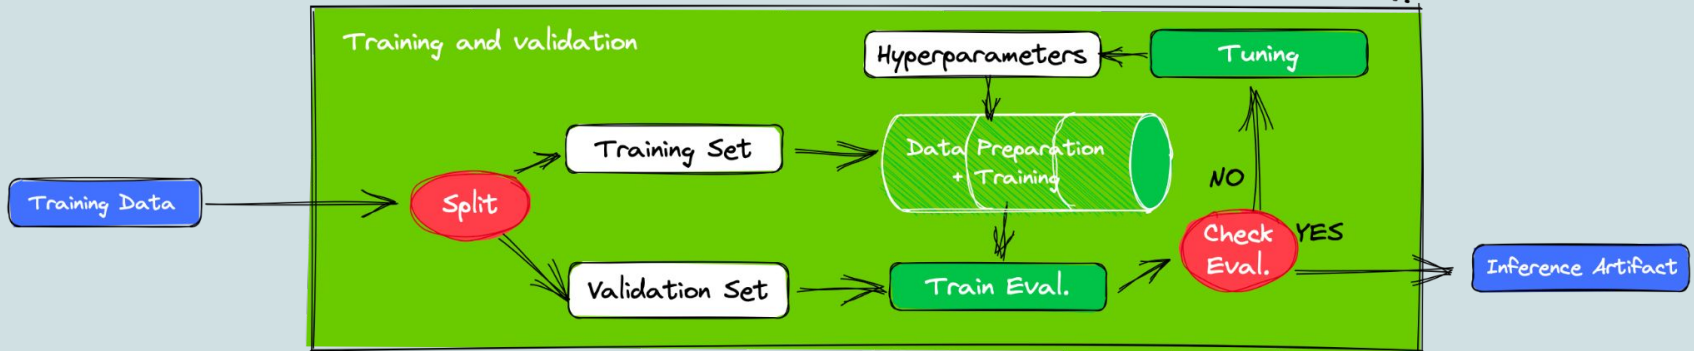 Training and validation
Hyperparameters
Tuning
Training Set
Data Preparation
+ Training
NO
Training Data
Split
Check
Eval.
YES
Validation Set
Train Eval.
Inference Artifact